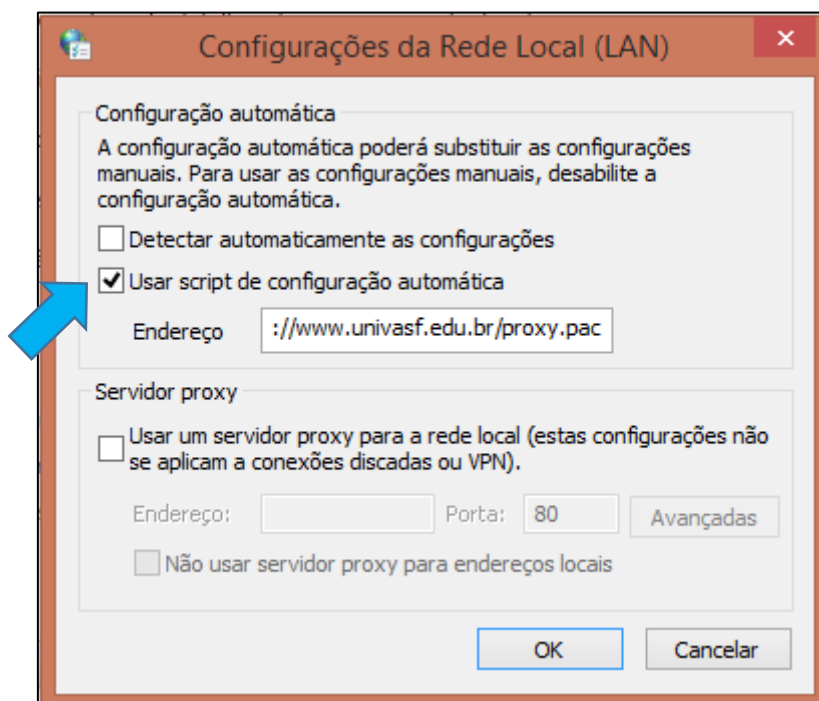 Configurações da Rede Local (LAN)
Configuração automática
A configuração automática poderá substituir as configurações
manuais. Para usar as configurações manuais, desabilite a
configuração automática.
Detectar automaticamente as configurações
Usar script de configuração automática
Endereço ://www.univasf.edu.br/proxy.pac
Servidor proxy
Usar um servidor proxy para a rede local (estas configurações não
se aplicam a conexões discadas ou VPN).
Endereço: Porta: 80 Avançadas
Não usar servidor proxy para endereços locais
OK Cancelar